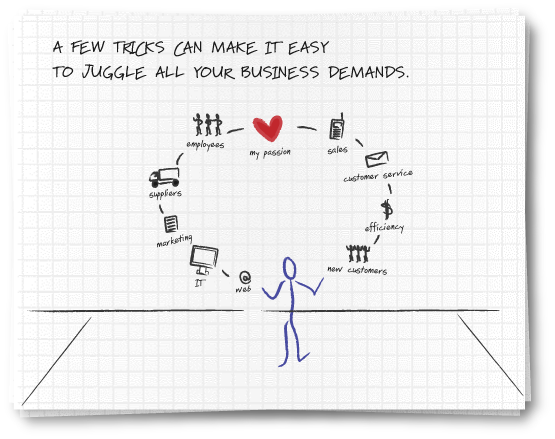 A FEW TRICKS CAN MAKE IT EASY
TO JUGGLE ALL YOUR BUSINESS DEMANDS.
employees
my passion
sales
customer service
suppliers
efficiency
marketing
new customers
IT
web